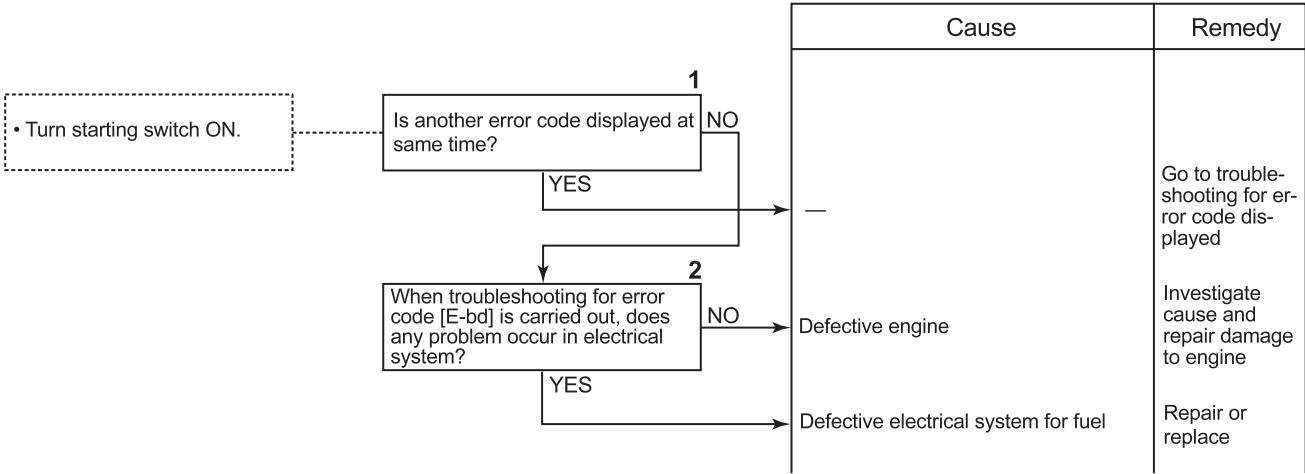 Cause
Remedy
1
• Turn starting switch ON.
Is another error code displayed at
same time?
NO
YES
—
Go to trouble-
shooting for er-
ror code dis-
played
2
When troubleshooting for error
code [E-bd] is carried out, does
any problem occur in electrical
system?
NO
Defective engine
Investigate
cause and
repair damage
to engine
YES
Defective electrical system for fuel
Repair or
replace